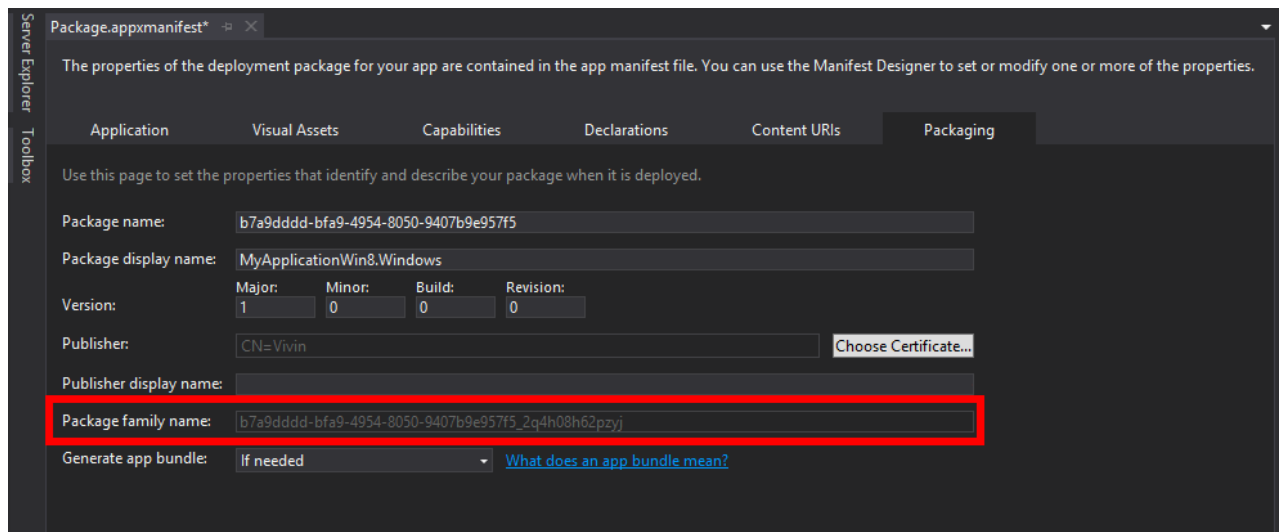 Server Explorer
Toolbox
Package.appxmanifest*
The properties of the deployment package for your app are contained in the app manifest file. You can use the Manifest Designer to set or modify one or more of the properties.
Application Visual Assets Capabilities Declarations Content URIs Packaging
Use this page to set the properties that identify and describe your package when it is deployed.
Package name: b7a9dddd-bfa9-4954-8050-9407b9e957f5
Package display name: MyApplicationWin8.Windows
Major: Minor: Build: Revision:
Version: 1 0 0 0
Publisher: CN=Vivin Choose Certificate...
Publisher display name:
Package family name: b7a9dddd-bfa9-4954-8050-9407b9e957f5_2q4h08h62pzyj
Generate app bundle: If needed What does an app bundle mean?